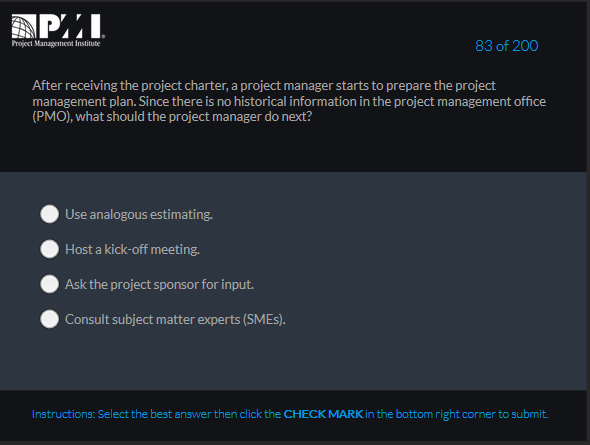 PMI
Project Management Institute
83 of 200
After receiving the project charter, a project manager starts to prepare the project
management plan. Since there is no historical information in the project management office
(PMO), what should the project manager do next?
Use analogous estimating.
Host a kick-off meeting.
Ask the project sponsor for input.
Consult subject matter experts (SMEs).
Instructions: Select the best answer then click the CHECK MARK in the bottom right corner to submit.